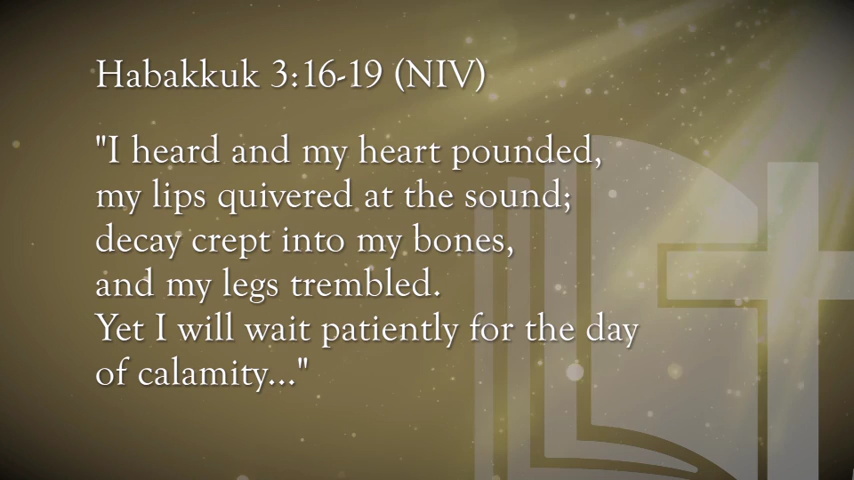 Habakkuk 3:16-19 (NIV)
"I heard and my heart pounded,
my lips quivered at the sound;
decay crept into my bones,
and my legs trembled.
Yet I will wait patiently for the day
of calamity..."